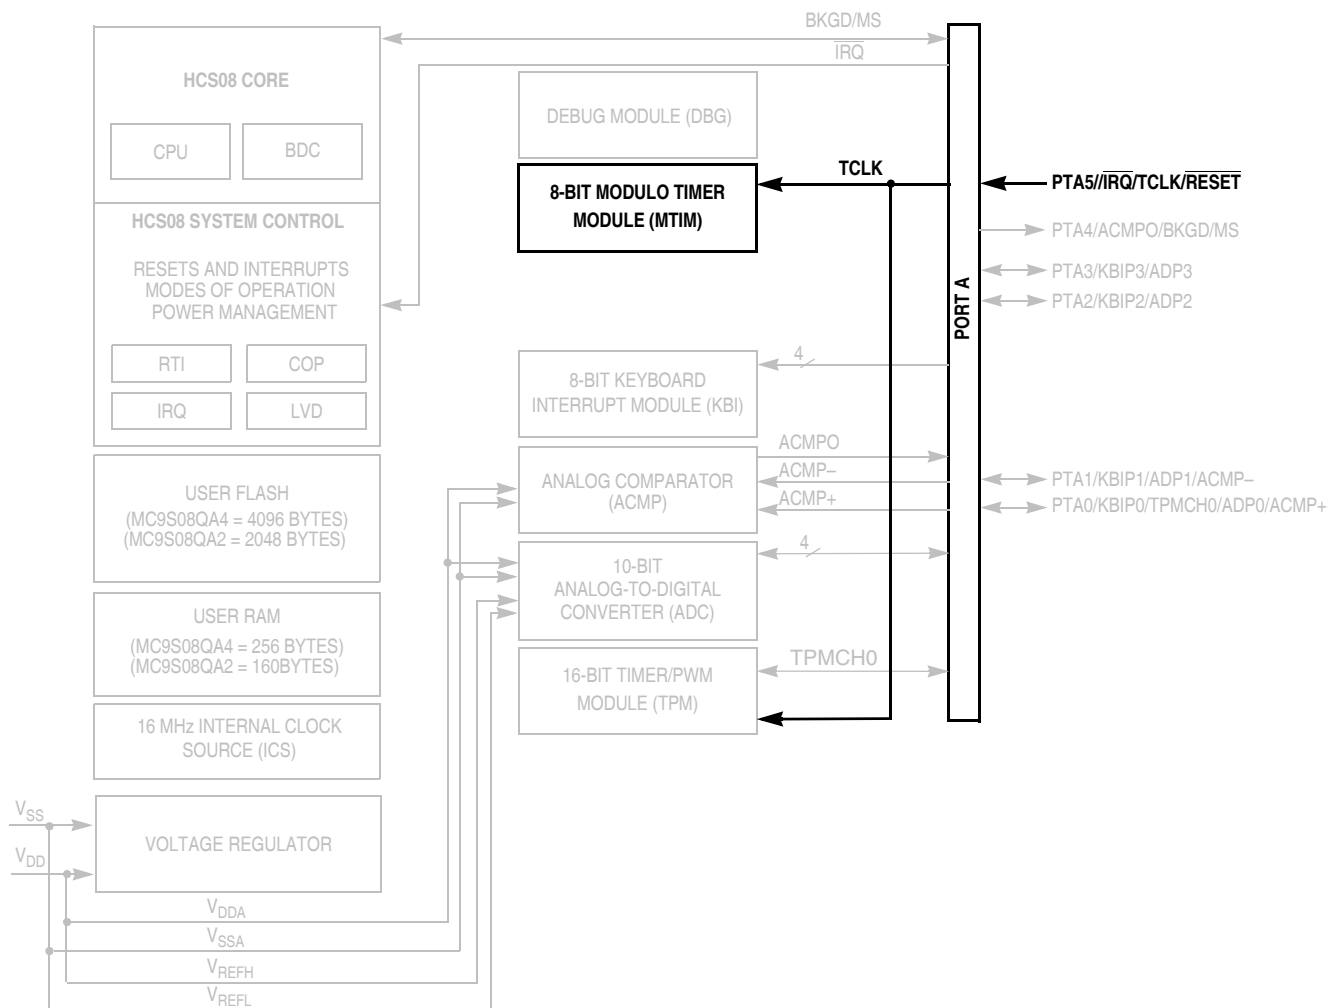 BKGD/MS
IRQ
HCS08 CORE
CPU
BDC
HCS08 SYSTEM CONTROL
RESETS AND INTERRUPTS
MODES OF OPERATION
POWER MANAGEMENT
RTI
COP
IRQ
LVD
USER FLASH
(MC9S08QA4 = 4096 BYTES)
(MC9S08QA2 = 2048 BYTES)
USER RAM
(MC9S08QA4 = 256 BYTES)
(MC9S08QA2 = 160BYTES)
16 MHz INTERNAL CLOCK
SOURCE (ICS)
VOLTAGE REGULATOR
VSS
VDD
VDDA
VSSA
VREFH
VREFL
DEBUG MODULE (DBG)
8-BIT MODULO TIMER
MODULE (MTIM)
TCLK
8-BIT KEYBOARD
INTERRUPT MODULE (KBI)
4
ANALOG COMPARATOR
(ACMP)
ACMPO
ACMP–
ACMP+
10-BIT
ANALOG-TO-DIGITAL
CONVERTER (ADC)
4
16-BIT TIMER/PWM
MODULE (TPM)
TPMCH0
PORT A
PTA5//IRQ/TCLK/RESET
PTA4/ACMPO/BKGD/MS
PTA3/KBIP3/ADP3
PTA2/KBIP2/ADP2
PTA1/KBIP1/ADP1/ACMP–
PTA0/KBIP0/TPMCH0/ADP0/ACMP+